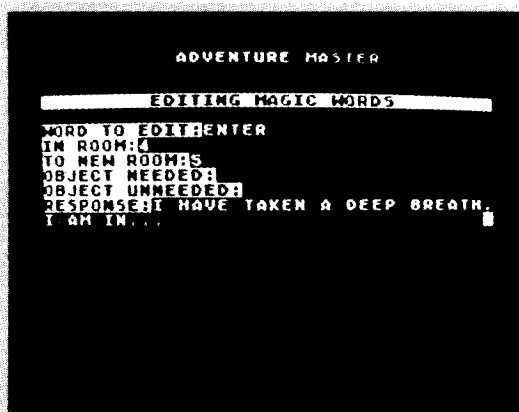 ADVENTURE MASTER
EDITING MAGIC WORDS
WORD TO EDIT:ENTER
IN ROOM:4
TO NEW ROOM:5
OBJECT NEEDED:
OBJECT UNNEEDED:
RESPONSE:I HAVE TAKEN A DEEP BREATH.
I AM IN...